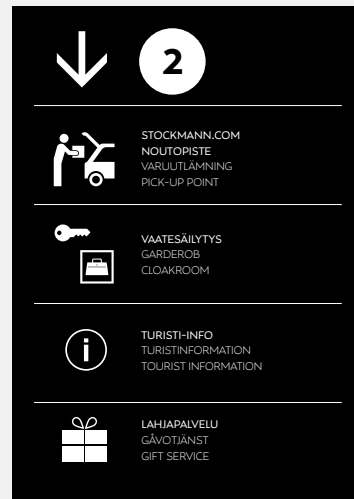 2
STOCKMANN.COM
NOUTOPISTE
VARUUTLÄMNING
PICK-UP POINT
VAATESÄILYTYS
GARDEROB
CLOAKROOM
i
TURISTI-INFO
TURISTINFORMATION
TOURIST INFORMATION
LAHJAPALVELU
GÅVOTJÄNST
GIFT SERVICE